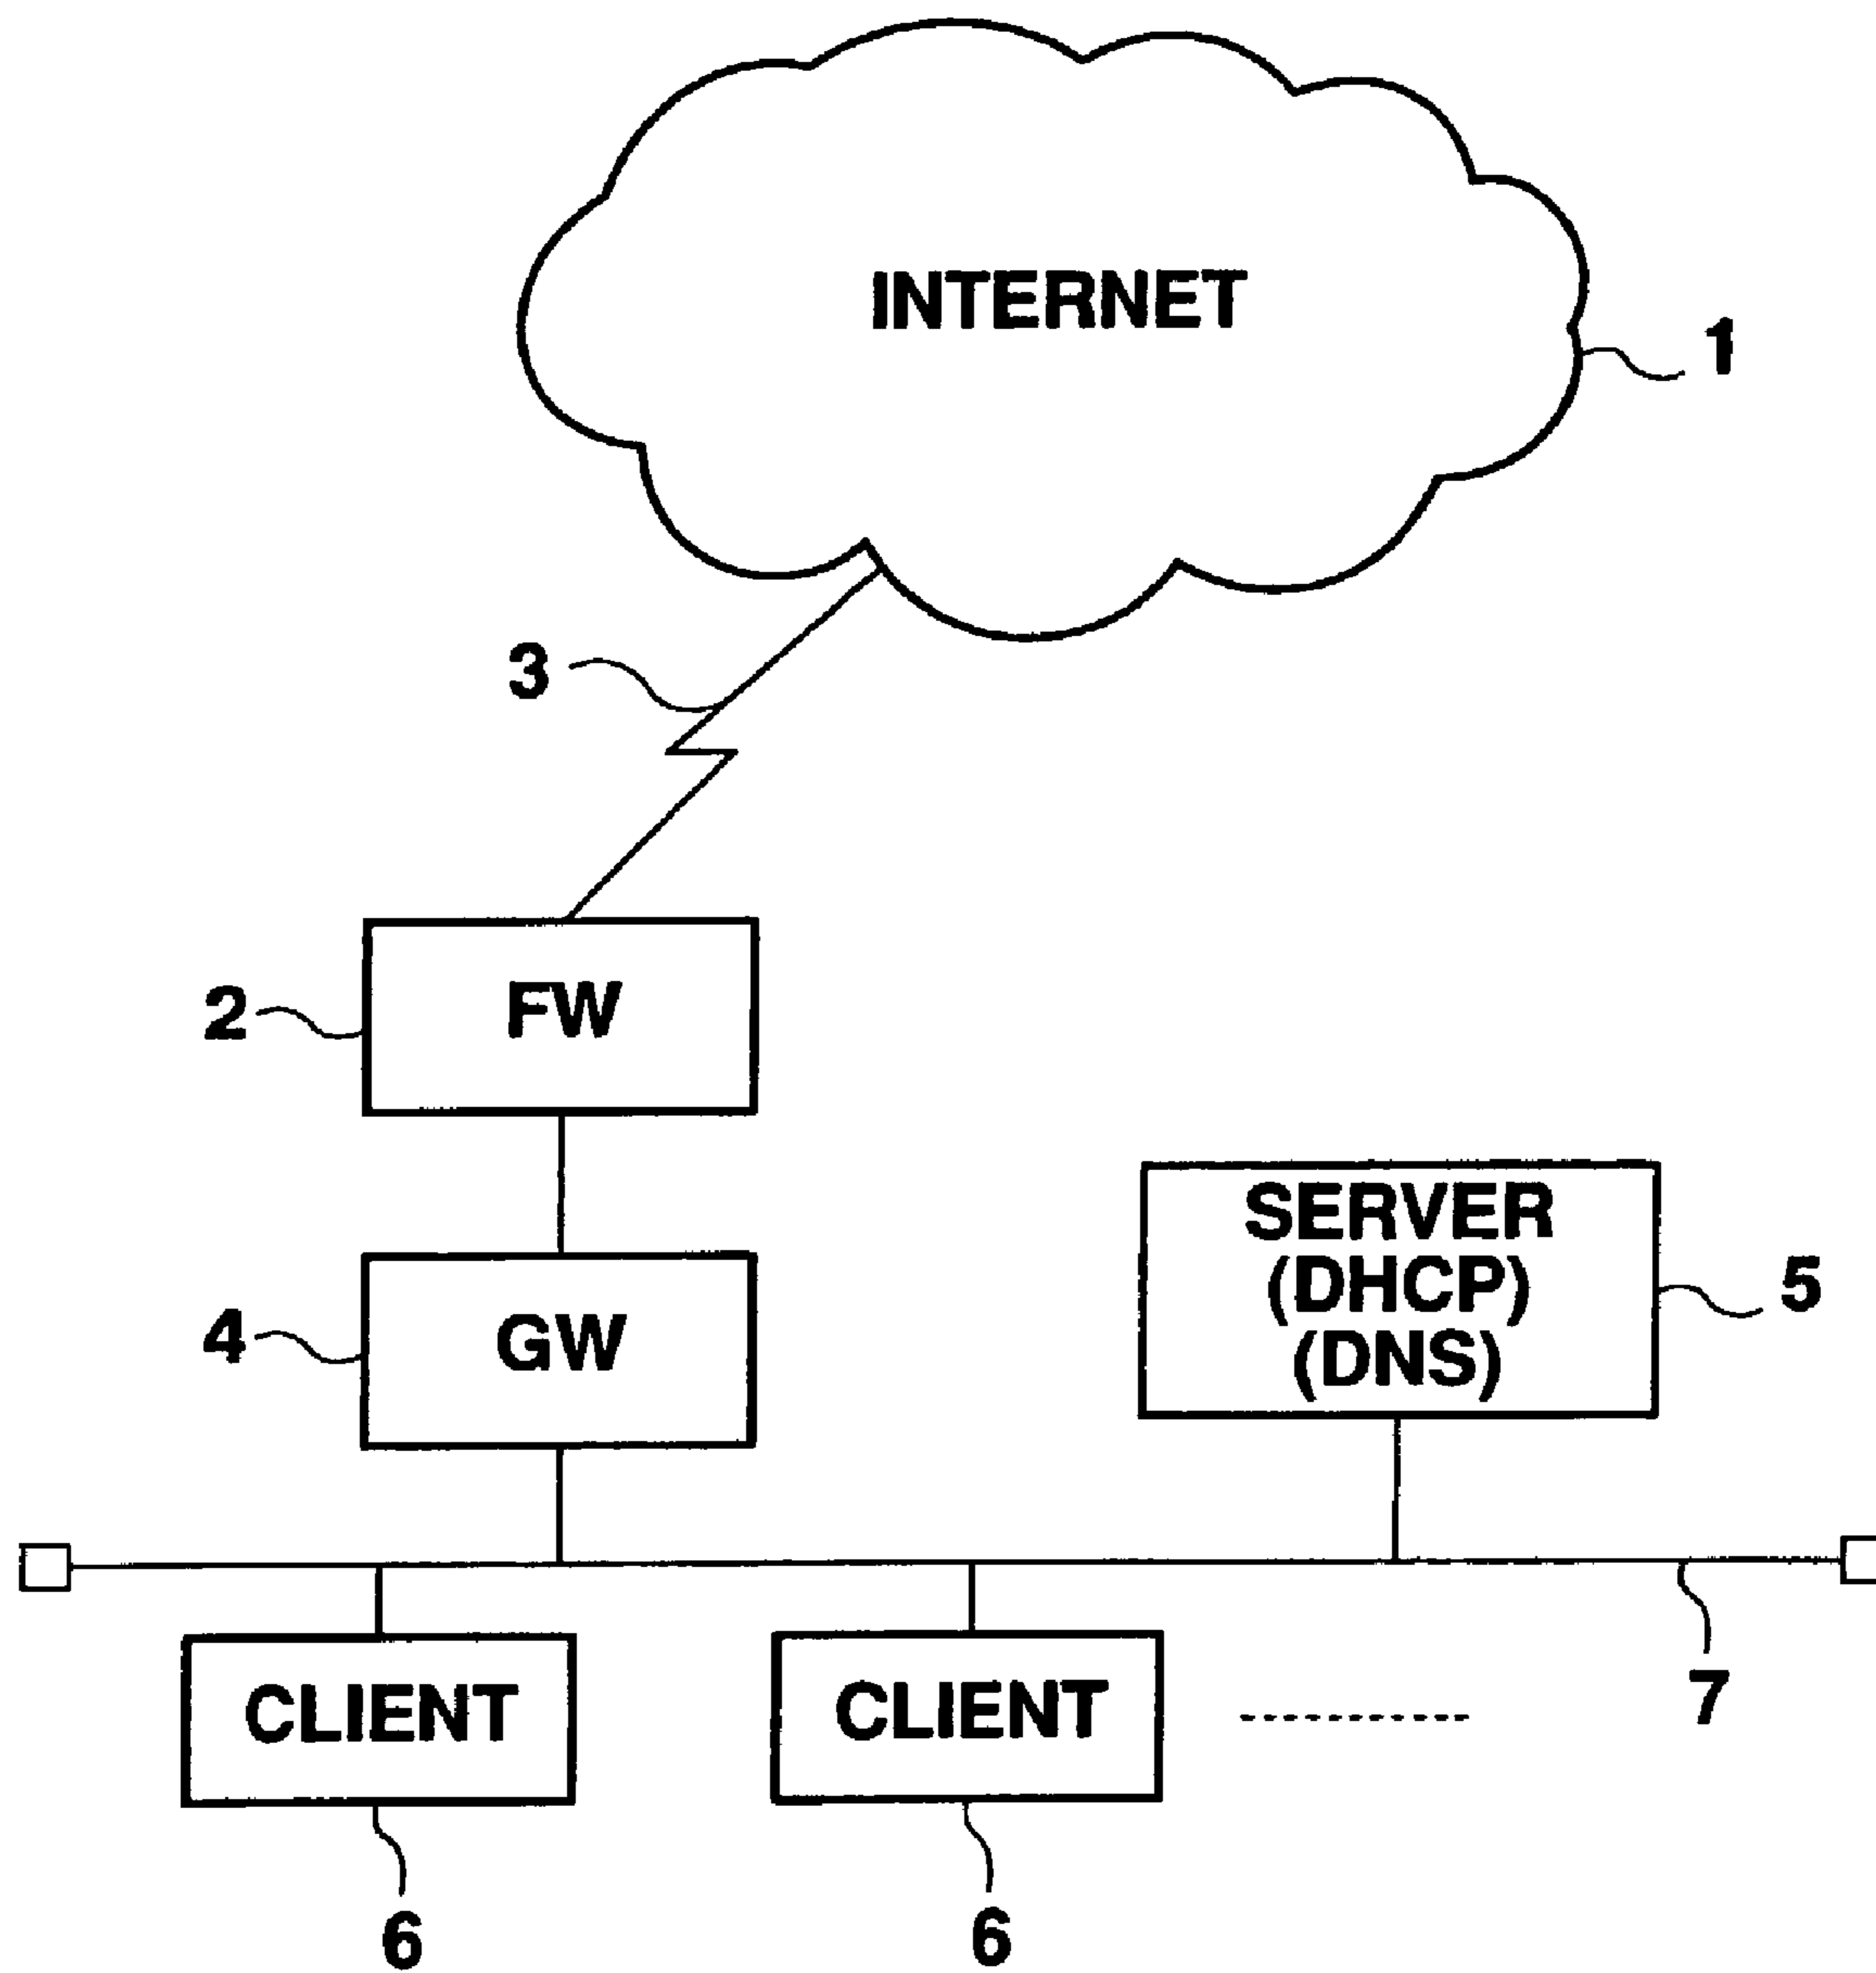 INTERNET
1
3
2
FW
SERVER
(DHCP)
(DNS)
5
4
GW
CLIENT
CLIENT
7
6
6